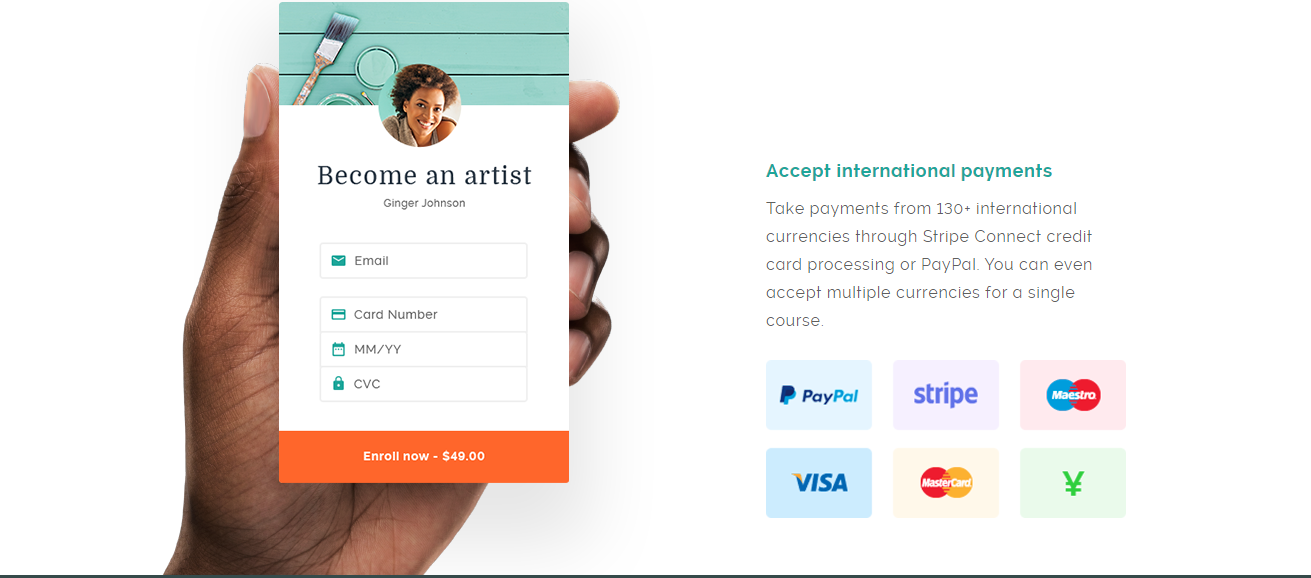 Become an artist
Ginger Johnson
Email
Card Number
MM/YY
CVC
Enroll now - $49.00
Accept international payments
Take payments from 130+ international
currencies through Stripe Connect credit
card processing or PayPal. You can even
accept multiple currencies for a single
course.
PayPal stripe Maestro
VISA MasterCard ¥